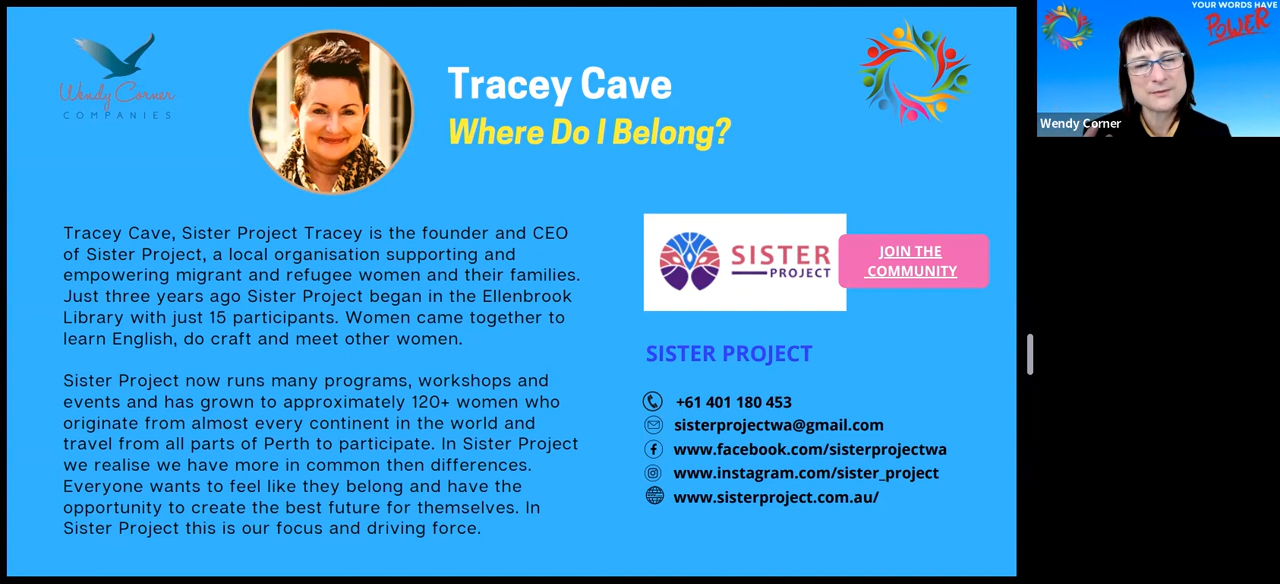 Wendy Corner
COMPANIES
Tracey Cave
Where Do I Belong?
Tracey Cave, Sister Project Tracey is the founder and CEO
of Sister Project, a local organisation supporting and
empowering migrant and refugee women and their families.
Just three years ago Sister Project began in the Ellenbrook
Library with just 15 participants. Women came together to
learn English, do craft and meet other women.
Sister Project now runs many programs, workshops and
events and has grown to approximately 120+ women who
originate from almost every continent in the world and
travel from all parts of Perth to participate. In Sister Project
we realise we have more in common then differences.
Everyone wants to feel like they belong and have the
opportunity to create the best future for themselves. In
Sister Project this is our focus and driving force.
SISTER
PROJECT
JOIN THE
COMMUNITY
SISTER PROJECT
+61 401 180 453
sisterprojectwa@gmail.com
www.facebook.com/sisterprojectwa
www.instagram.com/sister_project
www.sisterproject.com.au/
YOUR WORDS HAVE
POWER
Wendy Corner